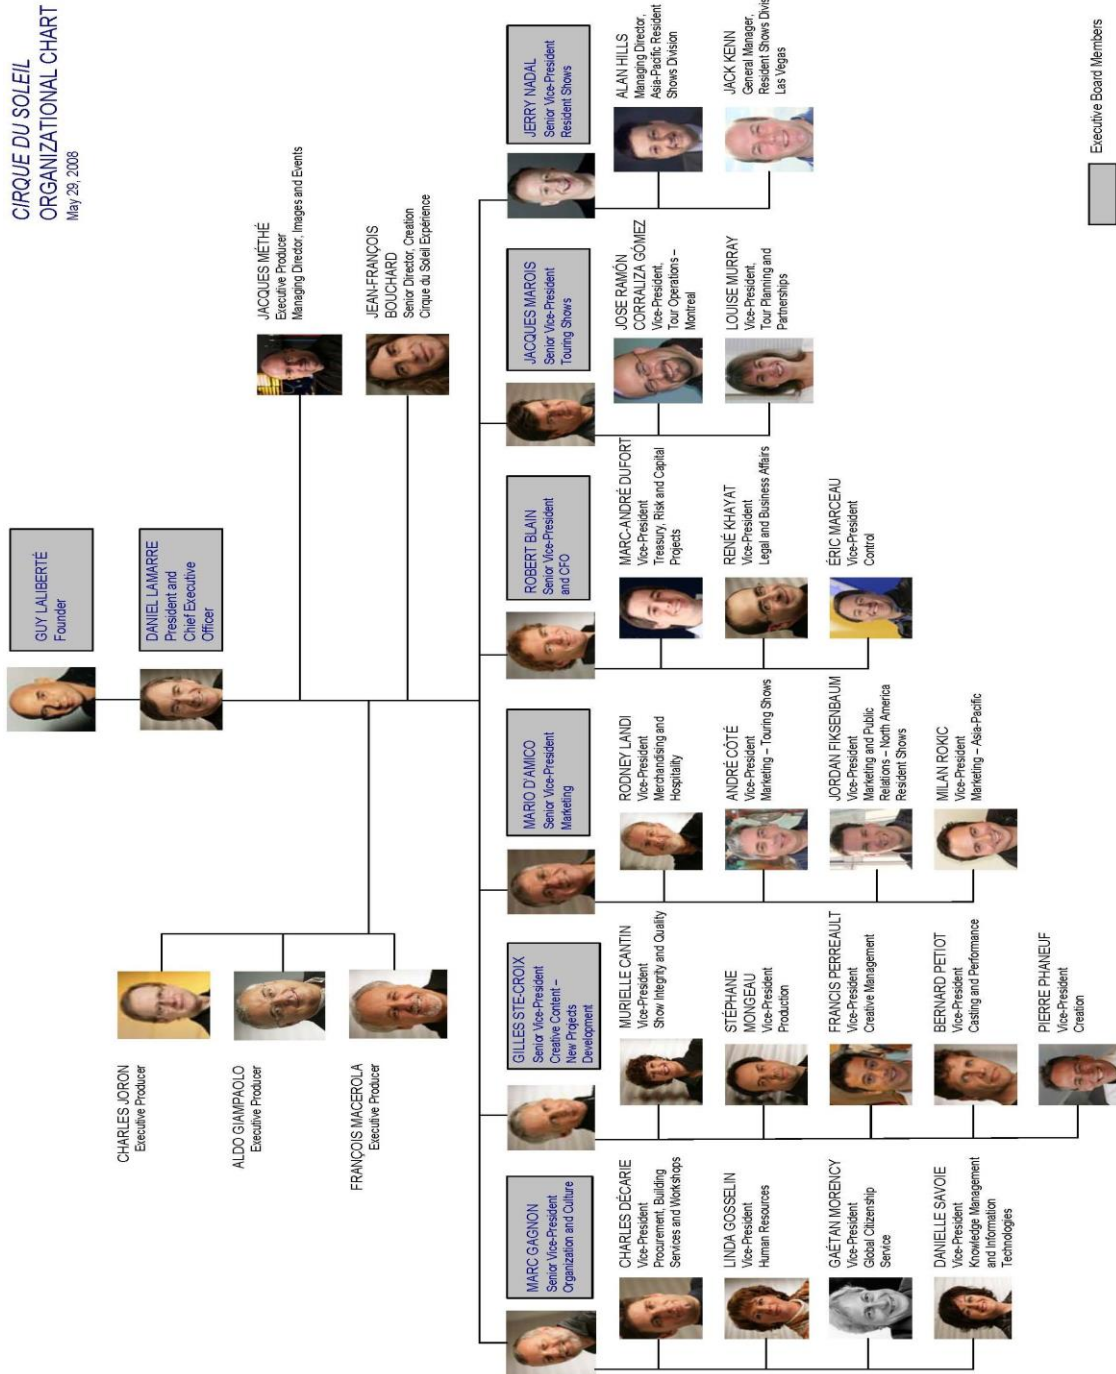 CIRQUE DU SOLEIL
ORGANIZATIONAL CHART
May 29, 2008
GUY LALIBERTÉ
Founder
DANIEL LAMARRE
President and
Chief Executive
Officer
CHARLES JORON
Executive Producer
ALDO GIAMPAOLO
Executive Producer
FRANÇOIS MACEROLA
Executive Producer
JACQUES MÉTHÉ
Executive Producer
Managing Director, Images and Events
JEAN-FRANÇOIS
BOUCHARD
Senior Director, Creation
Cirque du Soleil Expérience
MARC GAGNON
Senior Vice-President
Organization and Culture
CHARLES DÉCARIE
Vice-President
Procurement, Building
Services and Workshops
LINDA GOSSELIN
Vice-President
Human Resources
GAÉTAN MORENCY
Vice-President
Global Citizenship
Service
DANIELLE SAVOIE
Vice-President
Knowledge Management
and Information
Technologies
GILLES STE-CROIX
Senior Vice-President
Creative Content –
New Projects
Development
MURIELLE CANTIN
Vice-President
Show Integrity and Quality
STÉPHANE
MONGEAU
Vice-President
Production
FRANCIS PERREAULT
Vice-President
Creative Management
BERNARD PETIOT
Vice-President
Casting and Performance
PIERRE PHANEUF
Vice-President
Creation
MARIO D'AMICO
Senior Vice-President
Marketing
RODNEY LANDI
Vice-President
Merchandising and
Hospitality
ANDRÉ CÔTÉ
Vice-President
Marketing – Touring Shows
JORDAN FIKSENBAUM
Vice-President
Marketing and Public
Relations – North America
Resident Shows
MILAN ROKIC
Vice-President
Marketing – Asia-Pacific
ROBERT BLAIN
Senior Vice-President
and CFO
MARC-ANDRÉ DUFORT
Vice-President
Treasury, Risk and Capital
Projects
RENÉ KHAYAT
Vice-President
Legal and Business Affairs
ÉRIC MARCEAU
Vice-President
Control
JACQUES MAROIS
Senior Vice-President
Touring Shows
JOSE RAMÓN
CORRALIZA GÓMEZ
Vice-President,
Tour Operations –
Montreal
LOUISE MURRAY
Vice-President,
Tour Planning and
Partnerships
JERRY NADAL
Senior Vice-President
Resident Shows
ALAN HILLS
Managing Director,
Asia-Pacific Resident
Shows Division
JACK KENN
General Manager,
Resident Shows Divis
Las Vegas
Executive Board Members